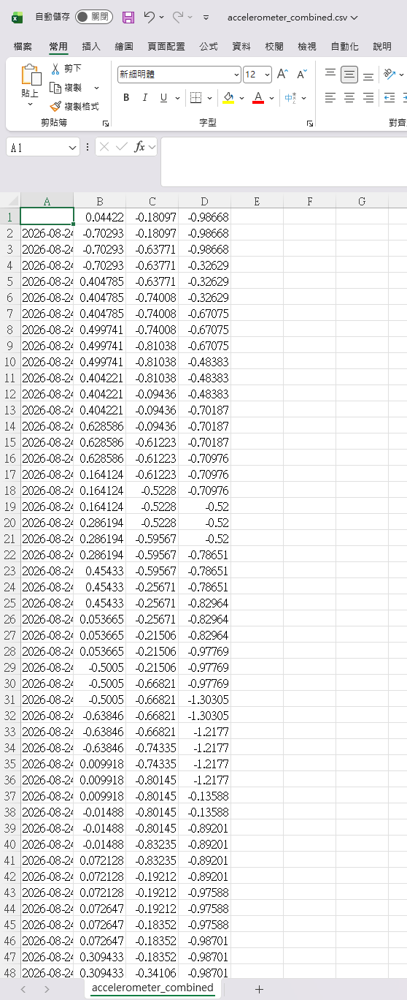 自動儲存 關閉 accelerometer_combined.csv
檔案 常用 插入 繪圖 頁面配置 公式 資料 校閱 檢視 自動化 說明
貼上 剪下 複製 複製格式
新細明體 12 A A
B I U A 中
剪貼簿 字型 對齊
A1 fx
A B C D E F G
1 0.04422 -0.18097 -0.98668
2 2026-08-24 -0.70293 -0.18097 -0.98668
3 2026-08-24 -0.70293 -0.63771 -0.98668
4 2026-08-24 -0.70293 -0.63771 -0.32629
5 2026-08-24 0.404785 -0.63771 -0.32629
6 2026-08-24 0.404785 -0.74008 -0.32629
7 2026-08-24 0.404785 -0.74008 -0.67075
8 2026-08-24 0.499741 -0.74008 -0.67075
9 2026-08-24 0.499741 -0.81038 -0.67075
10 2026-08-24 0.499741 -0.81038 -0.48383
11 2026-08-24 0.404221 -0.81038 -0.48383
12 2026-08-24 0.404221 -0.09436 -0.48383
13 2026-08-24 0.404221 -0.09436 -0.70187
14 2026-08-24 0.628586 -0.09436 -0.70187
15 2026-08-24 0.628586 -0.61223 -0.70187
16 2026-08-24 0.628586 -0.61223 -0.70976
17 2026-08-24 0.164124 -0.61223 -0.70976
18 2026-08-24 0.164124 -0.5228 -0.70976
19 2026-08-24 0.164124 -0.5228 -0.52
20 2026-08-24 0.286194 -0.5228 -0.52
21 2026-08-24 0.286194 -0.59567 -0.52
22 2026-08-24 0.286194 -0.59567 -0.78651
23 2026-08-24 0.45433 -0.59567 -0.78651
24 2026-08-24 0.45433 -0.25671 -0.78651
25 2026-08-24 0.45433 -0.25671 -0.82964
26 2026-08-24 0.053665 -0.25671 -0.82964
27 2026-08-24 0.053665 -0.21506 -0.82964
28 2026-08-24 0.053665 -0.21506 -0.97769
29 2026-08-24 -0.5005 -0.21506 -0.97769
30 2026-08-24 -0.5005 -0.66821 -0.97769
31 2026-08-24 -0.5005 -0.66821 -1.30305
32 2026-08-24 -0.63846 -0.66821 -1.30305
33 2026-08-24 -0.63846 -0.66821 -1.2177
34 2026-08-24 -0.63846 -0.74335 -1.2177
35 2026-08-24 0.009918 -0.74335 -1.2177
36 2026-08-24 0.009918 -0.80145 -1.2177
37 2026-08-24 0.009918 -0.80145 -0.13588
38 2026-08-24 -0.01488 -0.80145 -0.13588
39 2026-08-24 -0.01488 -0.80145 -0.89201
40 2026-08-24 -0.01488 -0.83235 -0.89201
41 2026-08-24 0.072128 -0.83235 -0.89201
42 2026-08-24 0.072128 -0.19212 -0.89201
43 2026-08-24 0.072128 -0.19212 -0.97588
44 2026-08-24 0.072647 -0.19212 -0.97588
45 2026-08-24 0.072647 -0.18352 -0.97588
46 2026-08-24 0.072647 -0.18352 -0.98701
47 2026-08-24 0.309433 -0.18352 -0.98701
48 2026-08-24 0.309433 -0.34106 -0.98701
accelerometer_combined